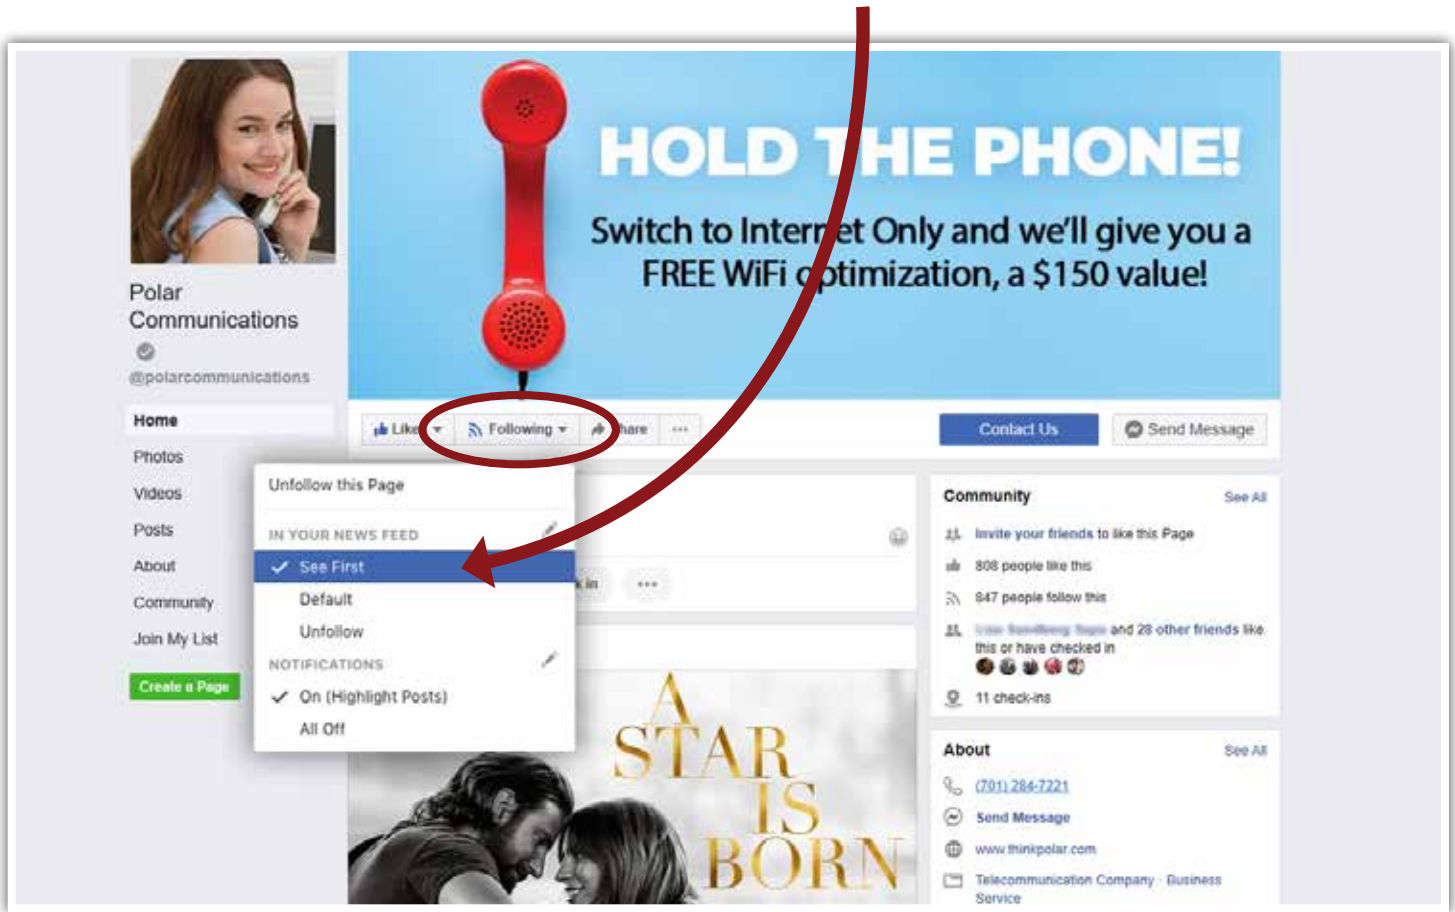 HOLD THE PHONE!
Switch to Internet Only and we'll give you a
FREE WiFi optimization, a $150 value!
Polar
Communications
@polarcommunications
Home
Photos
Videos
Posts
About
Community
Join My List
Create a Page
Following
Share
Contact Us
Send Message
Unfollow this Page
IN YOUR NEWS FEED
See First
Default
Unfollow
NOTIFICATIONS
On (Highlight Posts)
All Off
in
A
STAR
IS
BORN
Community
See All
Invite your friends to like this Page
808 people like this
847 people follow this
and 28 other friends like
this or have checked in
11 check-ins
About
See All
(701) 284-7221
Send Message
www.thinkpolar.com
Telecommunication Company · Business
Service